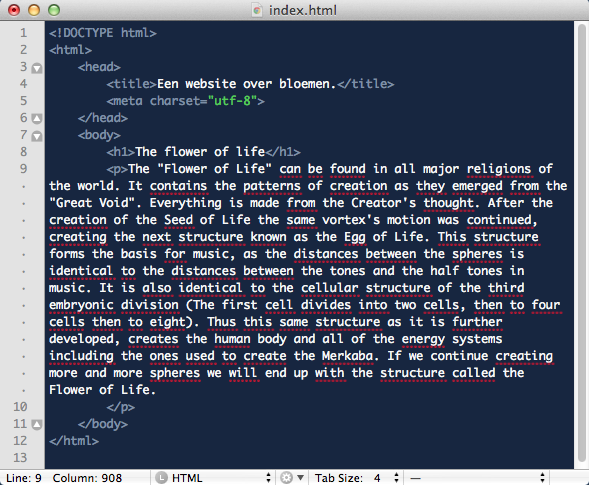 index.html
1 <!DOCTYPE html>
2 <html>
3 <head>
4 <title>Een website over bloemen.</title>
5 <meta charset="utf-8">
6 </head>
7 <body>
8 <h1>The flower of life</h1>
9 <p>The "Flower of Life" can be found in all major religions of
the world. It contains the patterns of creation as they emerged from the
"Great Void". Everything is made from the Creator's thought. After the
creation of the Seed of Life the same vortex's motion was continued,
creating the next structure known as the Egg of Life. This structure
forms the basis for music, as the distances between the spheres is
identical to the distances between the tones and the half tones in
music. It is also identical to the cellular structure of the third
embryonic division (The first cell divides into two cells, then to four
cells then to eight). Thus this same structure as it is further
developed, creates the human body and all of the energy systems
including the ones used to create the Merkaba. If we continue creating
more and more spheres we will end up with the structure called the
Flower of Life.
10 </p>
11 </body>
12 </html>
13
Line: 9 Column: 908 L HTML Tab Size: 4 —